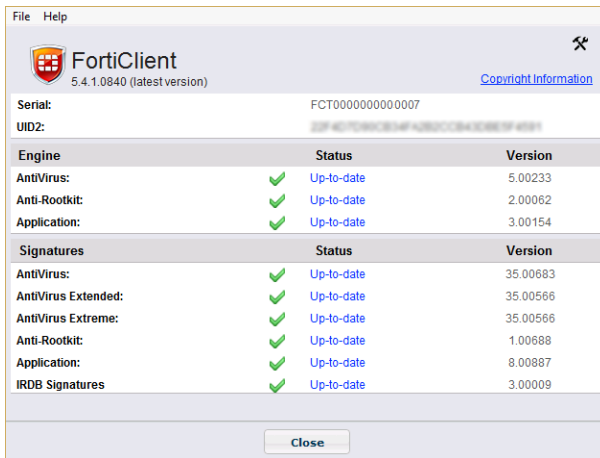 File Help
FortiClient
5.4.1.0840 (latest version)
Copyright Information
Serial: FCT0000000000007
UID2:
Engine Status Version
AntiVirus: Up-to-date 5.00233
Anti-Rootkit: Up-to-date 2.00062
Application: Up-to-date 3.00154
Signatures Status Version
AntiVirus: Up-to-date 35.00683
AntiVirus Extended: Up-to-date 35.00566
AntiVirus Extreme: Up-to-date 35.00566
Anti-Rootkit: Up-to-date 1.00688
Application: Up-to-date 8.00887
IRDB Signatures Up-to-date 3.00009
Close